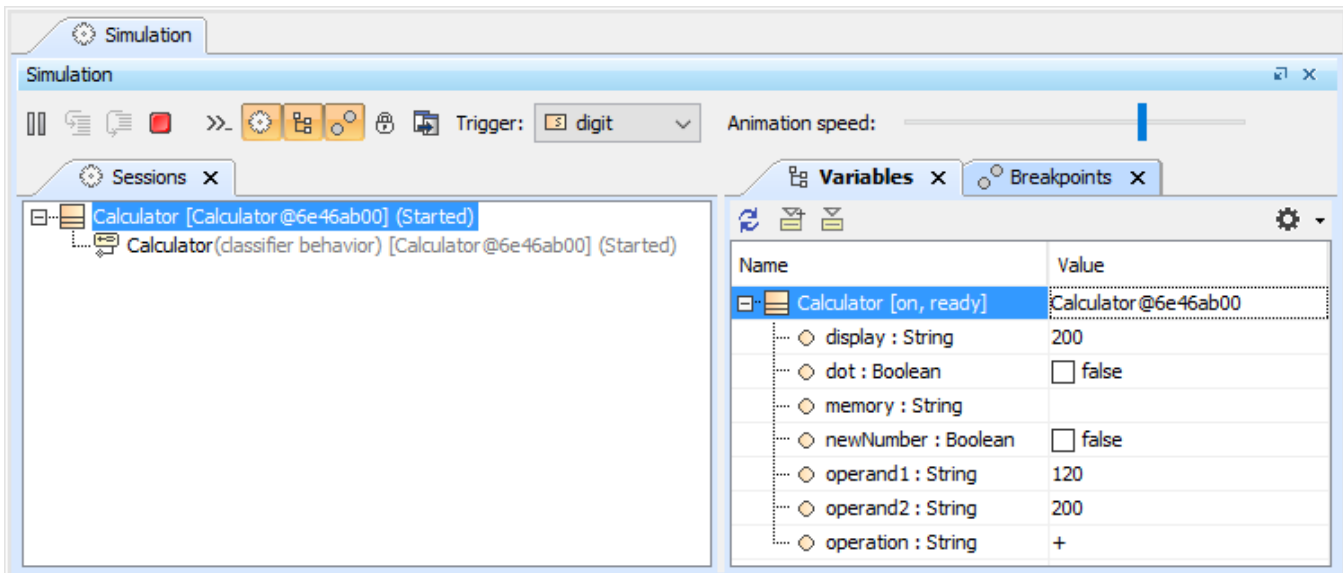 Simulation
Simulation
Trigger: digit Animation speed:
Sessions
Variables Breakpoints
Calculator [Calculator@6e46ab00] (Started)
Calculator(classifier behavior) [Calculator@6e46ab00] (Started)
Name Value
Calculator [on, ready] Calculator@6e46ab00
display : String 200
dot : Boolean false
memory : String
newNumber : Boolean false
operand1 : String 120
operand2 : String 200
operation : String +